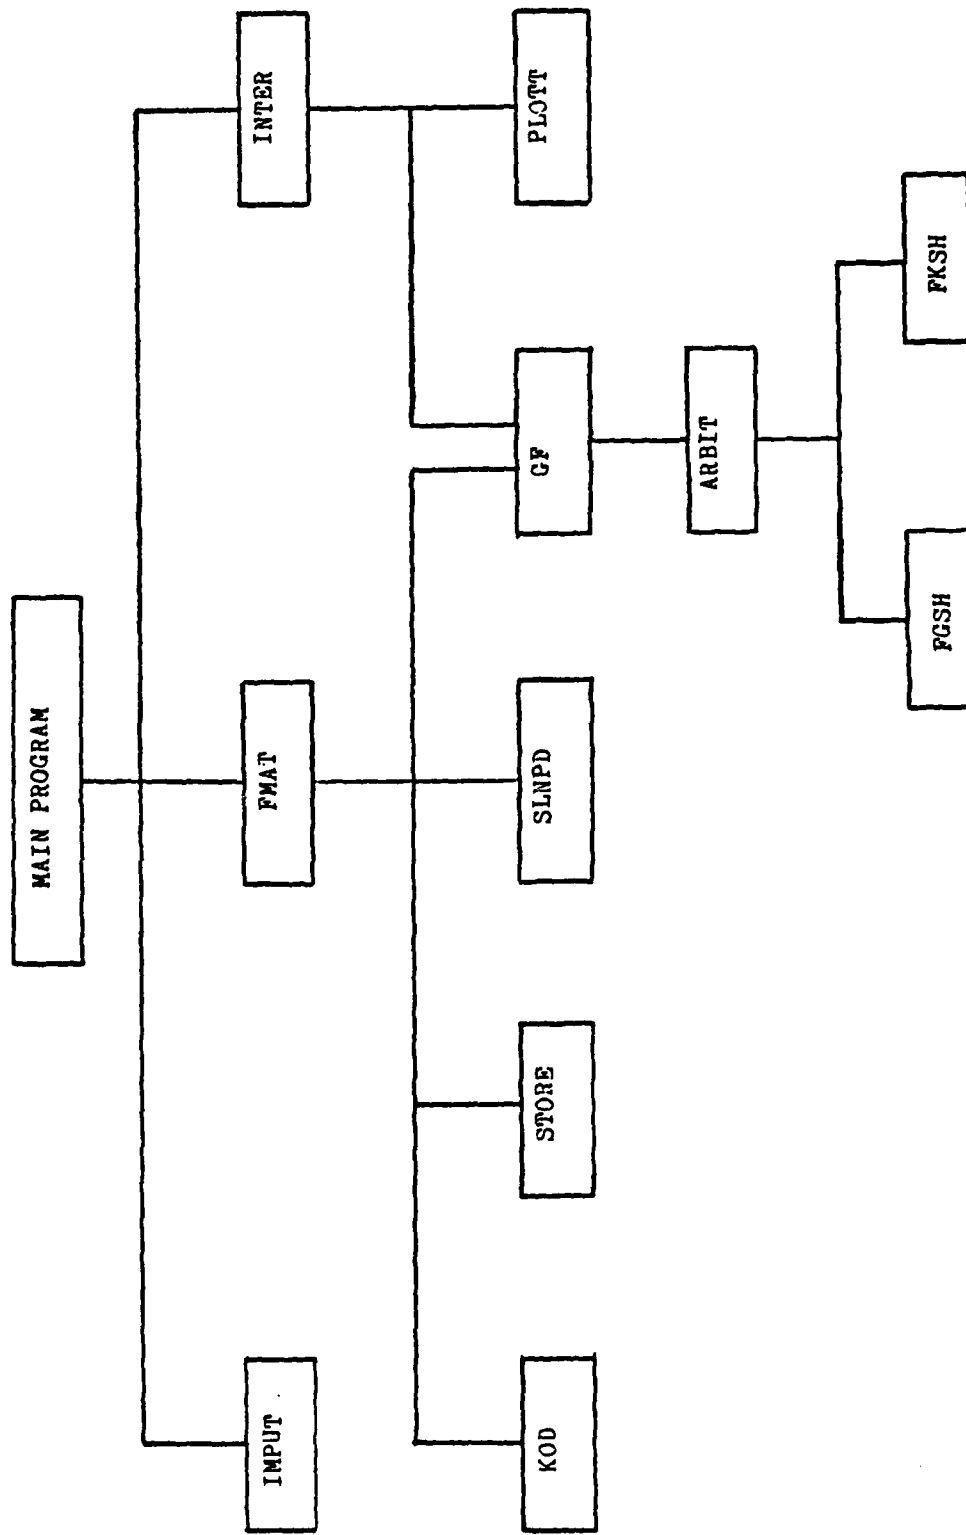 MAIN PROGRAM
IMPUT
FMAT
INTER
KOD
STORE
SLNPD
GF
PLOTT
ARBIT
FGSH
FKSH